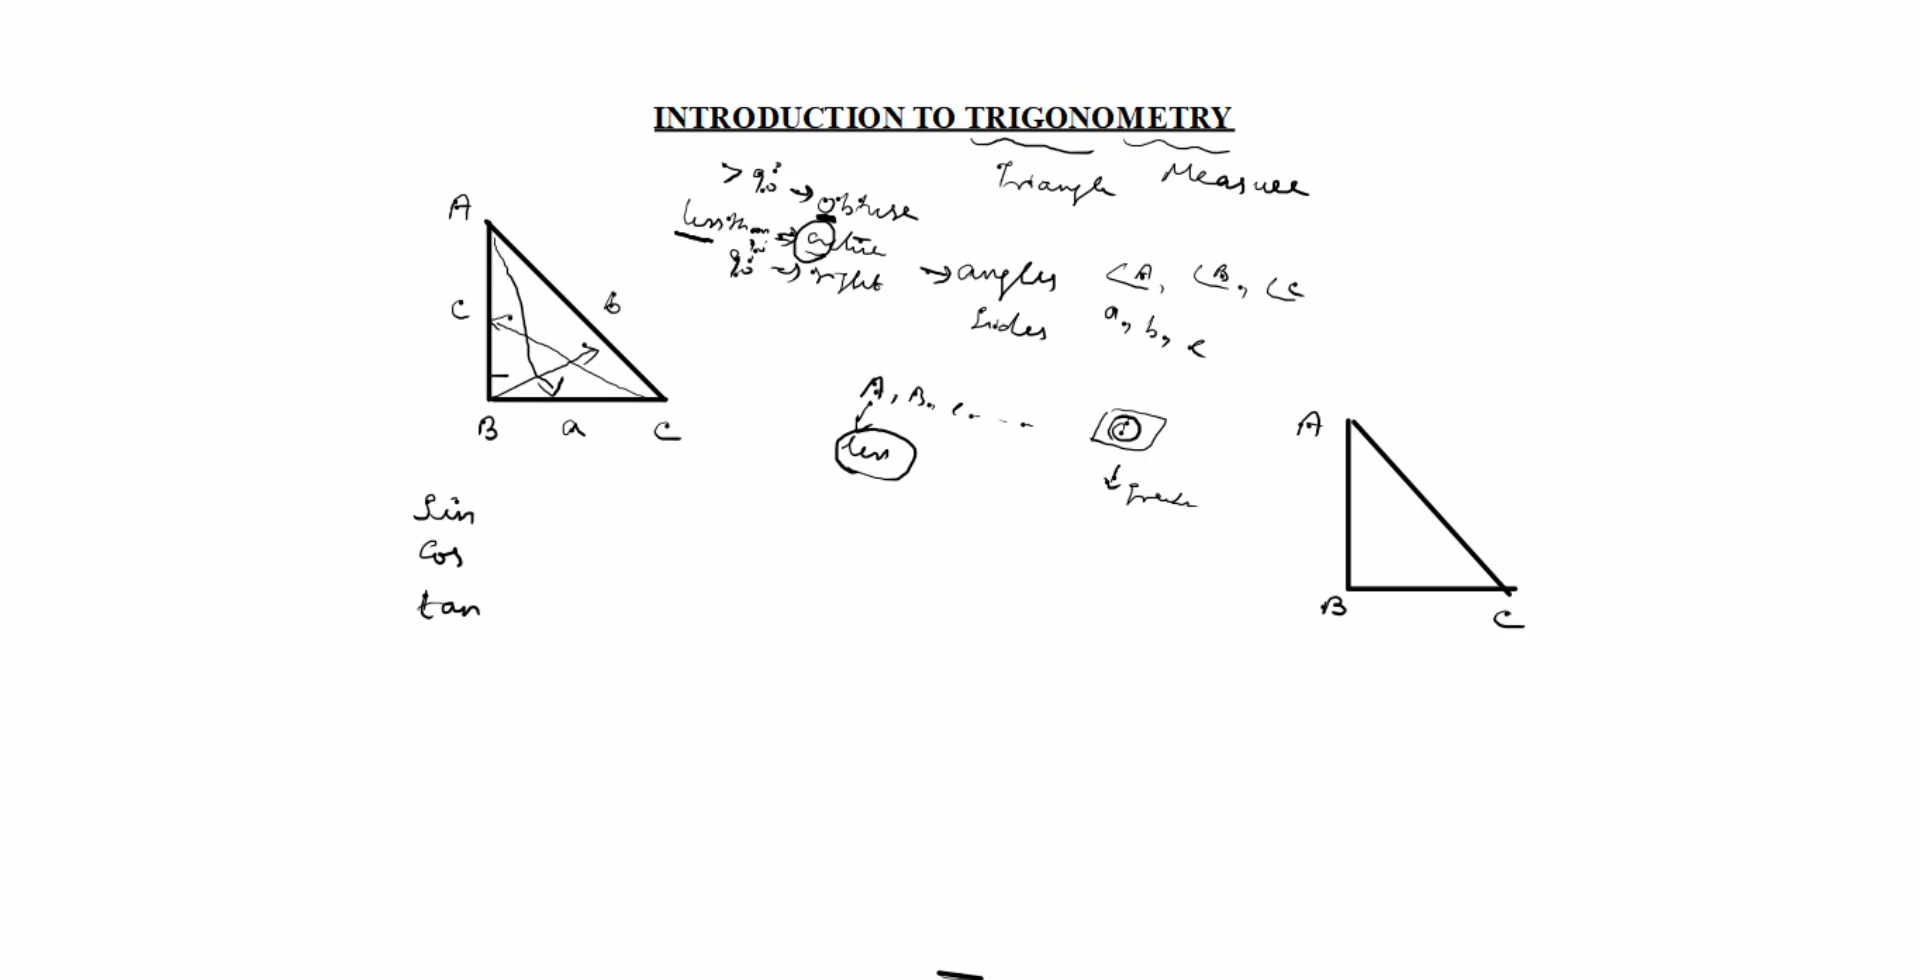 INTRODUCTION TO TRIGONOMETRY
Triangle Measure
> 90° → obtuse
less than 90° → acute
90° → right → angles ∠A, ∠B, ∠C
Sides a, b, c
A
C b
B a C
A, B, C. - - .
less
A
B C
Sin
Cos
tan